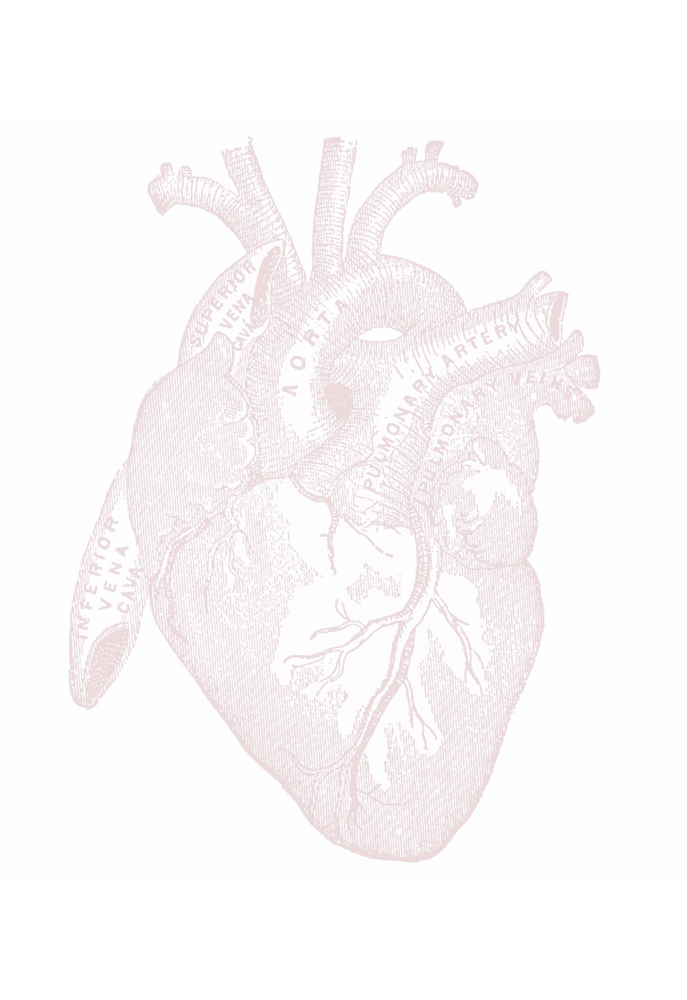 SUPERIOR
VENA
CAVA
AORTA
PULMONARY ARTERY
PULMONARY VEINS
INFERIOR
VENA
CAVA